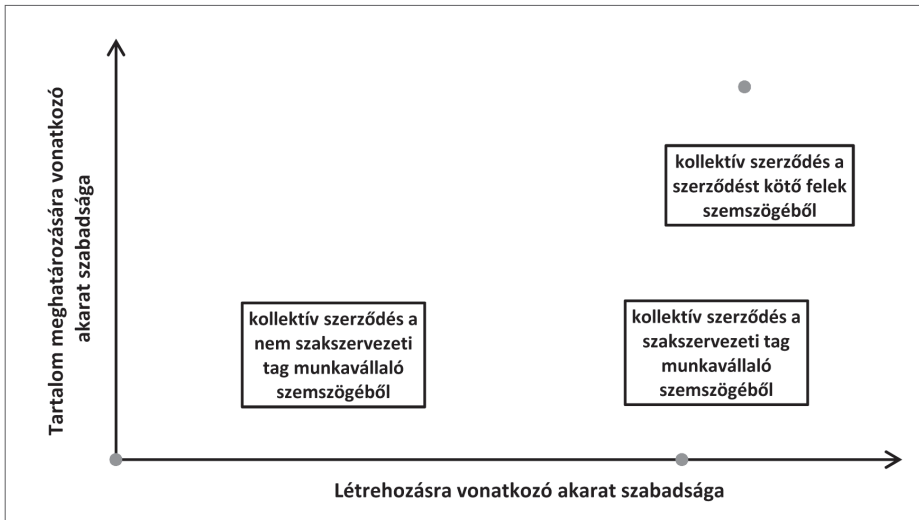 Tartalom meghatározására vonatkozó
akarat szabadsága
kollektív szerződés a
szerződést kötő felek
szemszögéből
kollektív szerződés a
nem szakszervezeti
tag munkavállaló
szemszögéből
kollektív szerződés a
szakszervezeti tag
munkavállaló
szemszögéből
Létrehozásra vonatkozó akarat szabadsága